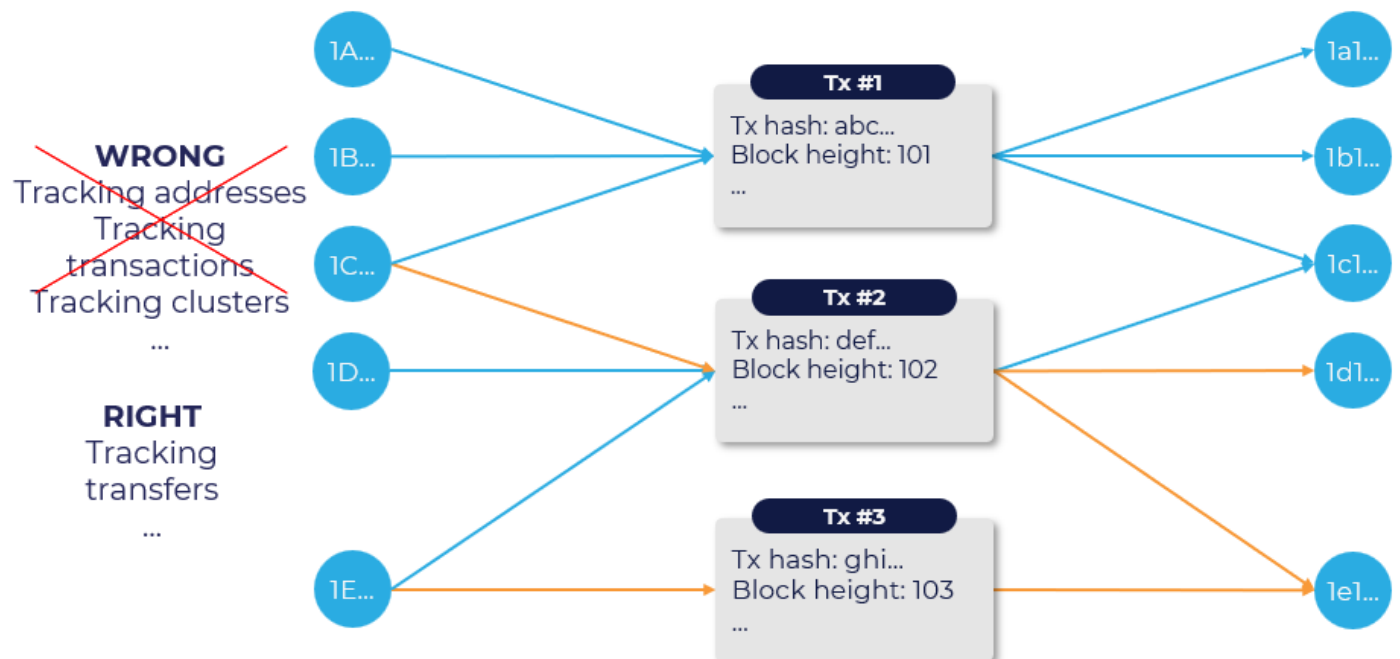 WRONG
Tracking addresses
Tracking
transactions
Tracking clusters
...
RIGHT
Tracking
transfers
...
1A...
1B...
1C...
1D...
1E...
Tx #1
Tx hash: abc...
Block height: 101
...
Tx #2
Tx hash: def...
Block height: 102
...
Tx #3
Tx hash: ghi...
Block height: 103
...
1a1...
1b1...
1c1...
1d1...
1e1...